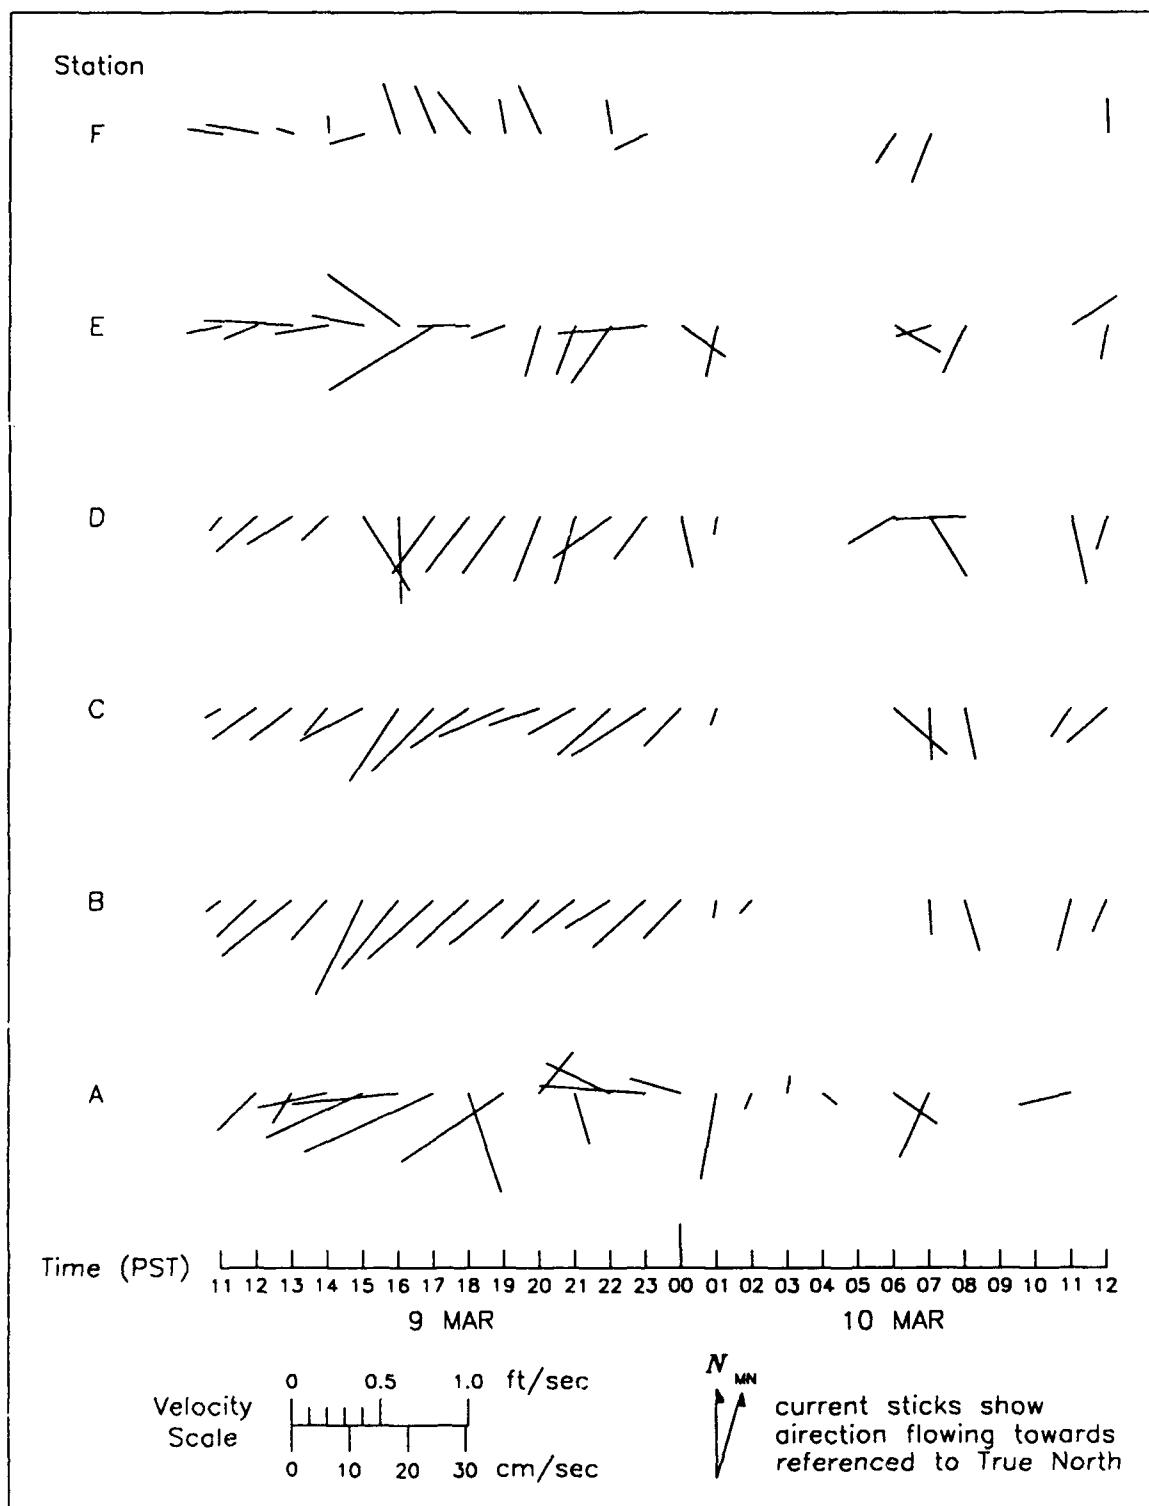 Station
F
E
D
C
B
A
Time (PST)
11 12 13 14 15 16 17 18 19 20 21 22 23 00 01 02 03 04 05 06 07 08 09 10 11 12
9 MAR 10 MAR
0 0.5 1.0 ft/sec
Velocity
Scale
0 10 20 30 cm/sec
N
MN
current sticks show
airection flowing towards
referenced to True North